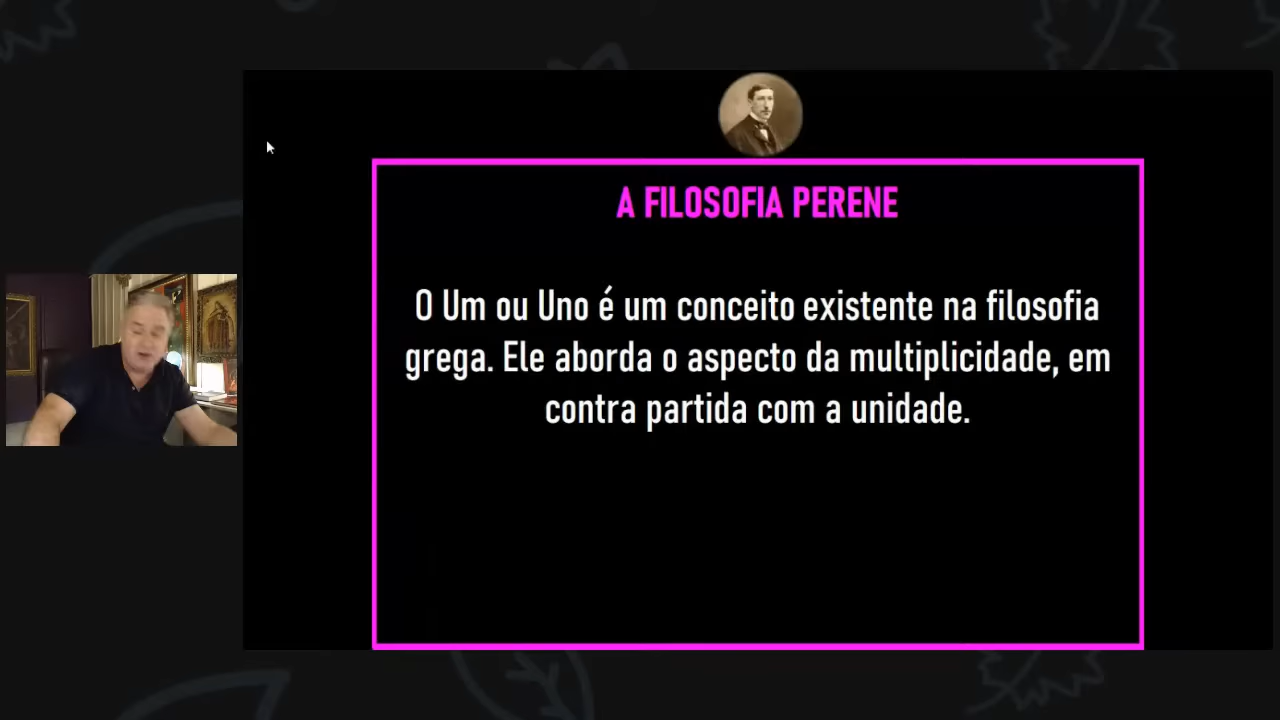 A FILOSOFIA PERENE
O Um ou Uno é um conceito existente na filosofia
grega. Ele aborda o aspecto da multiplicidade, em
contra partida com a unidade.